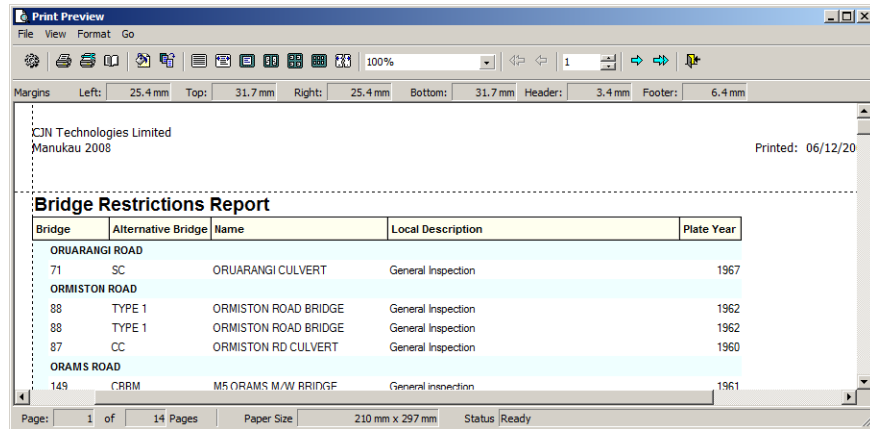 Print Preview
File View Format Go
100% 1
Margins Left: 25.4 mm Top: 31.7 mm Right: 25.4 mm Bottom: 31.7 mm Header: 3.4 mm Footer: 6.4 mm
CJN Technologies Limited
Manukau 2008 Printed: 06/12/20
Bridge Restrictions Report
Bridge Alternative Bridge Name Local Description Plate Year
ORUARANGI ROAD
71 SC ORUARANGI CULVERT General Inspection 1967
ORMISTON ROAD
88 TYPE 1 ORMISTON ROAD BRIDGE General Inspection 1962
88 TYPE 1 ORMISTON ROAD BRIDGE General Inspection 1962
87 CC ORMISTON RD CULVERT General Inspection 1960
ORAMS ROAD
149 CBBM M5 ORAMS M/W BRIDGE General inspection 1961
Page: 1 of 14 Pages Paper Size 210 mm x 297 mm Status Ready